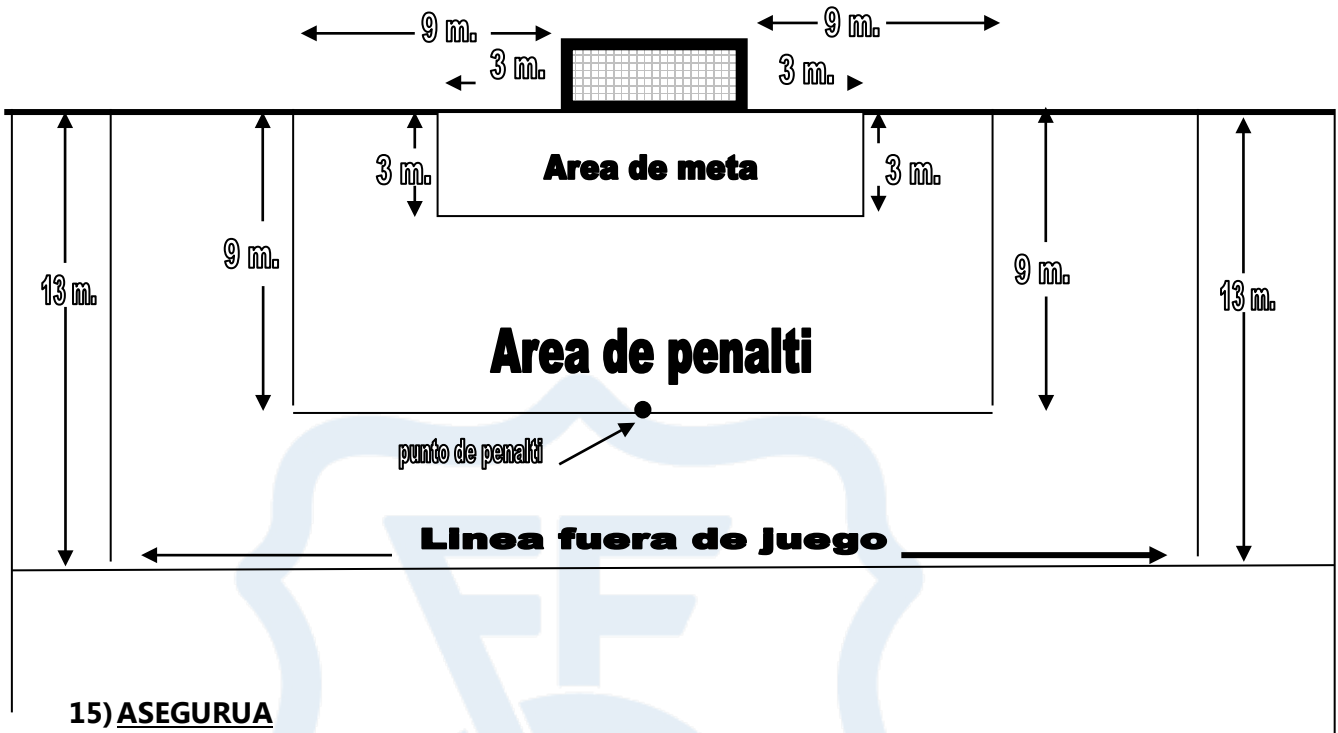 9 m.
9 m.
3 m.
3 m.
3 m.
Area de meta
3 m.
9 m.
9 m.
13 m.
13 m.
Area de penalti
punto de penalti
Linea fuera de juego
15) ASEGURUA